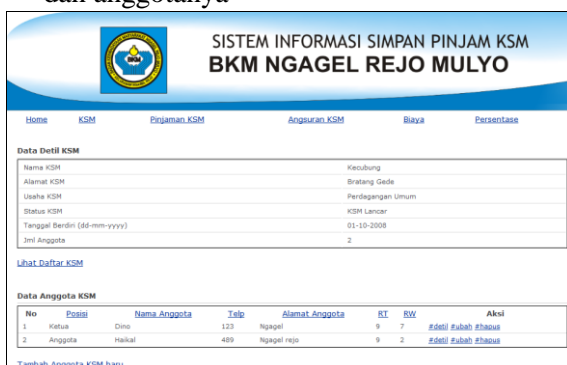 dan anggotanya
BKM
SISTEM INFORMASI SIMPAN PINJAM KSM
BKM NGAGEL REJO MULYO
Home KSM Pinjaman KSM Angsuran KSM Biaya Persentase
Data Detil KSM
Nama KSM Kecubung
Alamat KSM Bratang Gede
Usaha KSM Perdagangan Umum
Status KSM KSM Lancar
Tanggal Berdiri (dd-mm-yyyy) 01-10-2008
Jml Anggota 2
Lihat Daftar KSM
Data Anggota KSM
No Posisi Nama Anggota Telp Alamat Anggota RT RW Aksi
1 Ketua Dino 123 Ngagel 9 7 #detil #ubah #hapus
2 Anggota Haikal 489 Ngagel rejo 9 2 #detil #ubah #hapus
Tambah Anggota KSM baru